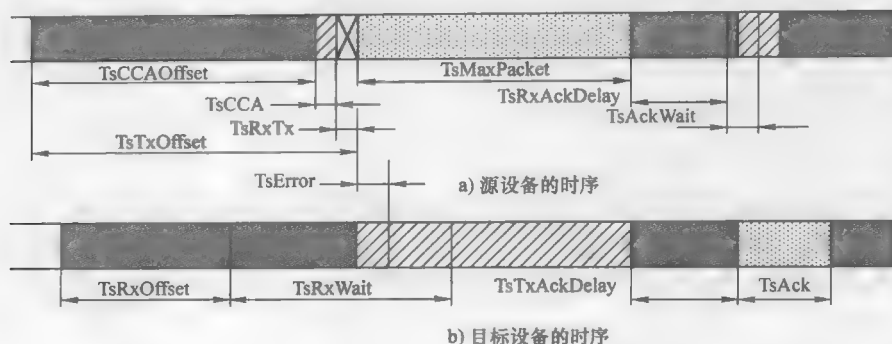 TsCCAOffset
TsMaxPacket
TsCCA
TsRxAckDelay
TsRxTx
TsAckWait
TsTxOffset
TsError
a) 源设备的时序
TsRxOffset
TsRxWait
TsTxAckDelay
TsAck
b) 目标设备的时序